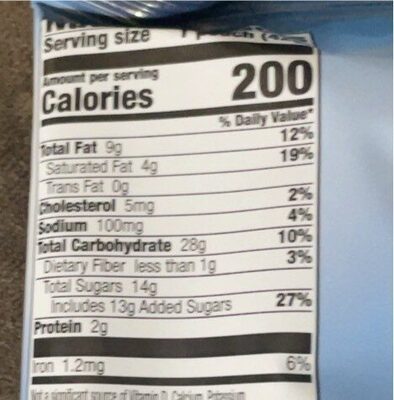 Serving size 1 pouch
Amount per serving
Calories 200
% Daily Value*
Total Fat 9g 12%
Saturated Fat 4g 19%
Trans Fat 0g
Cholesterol 5mg 2%
Sodium 100mg 4%
Total Carbohydrate 28g 10%
Dietary Fiber less than 1g 3%
Total Sugars 14g
Includes 13g Added Sugars 27%
Protein 2g
Iron 1.2mg 6%
Not a significant source of Vitamin D, Calcium, Potassium